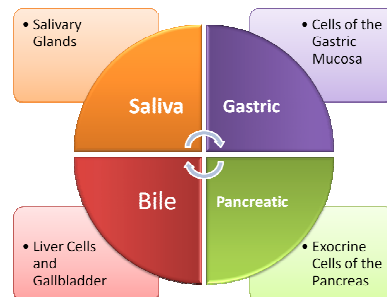 • Salivary
Glands
• Cells of the
Gastric
Mucosa
Saliva
Gastric
Bile
Pancreatic
• Liver Cells
and
Gallbladder
• Exocrine
Cells of the
Pancreas